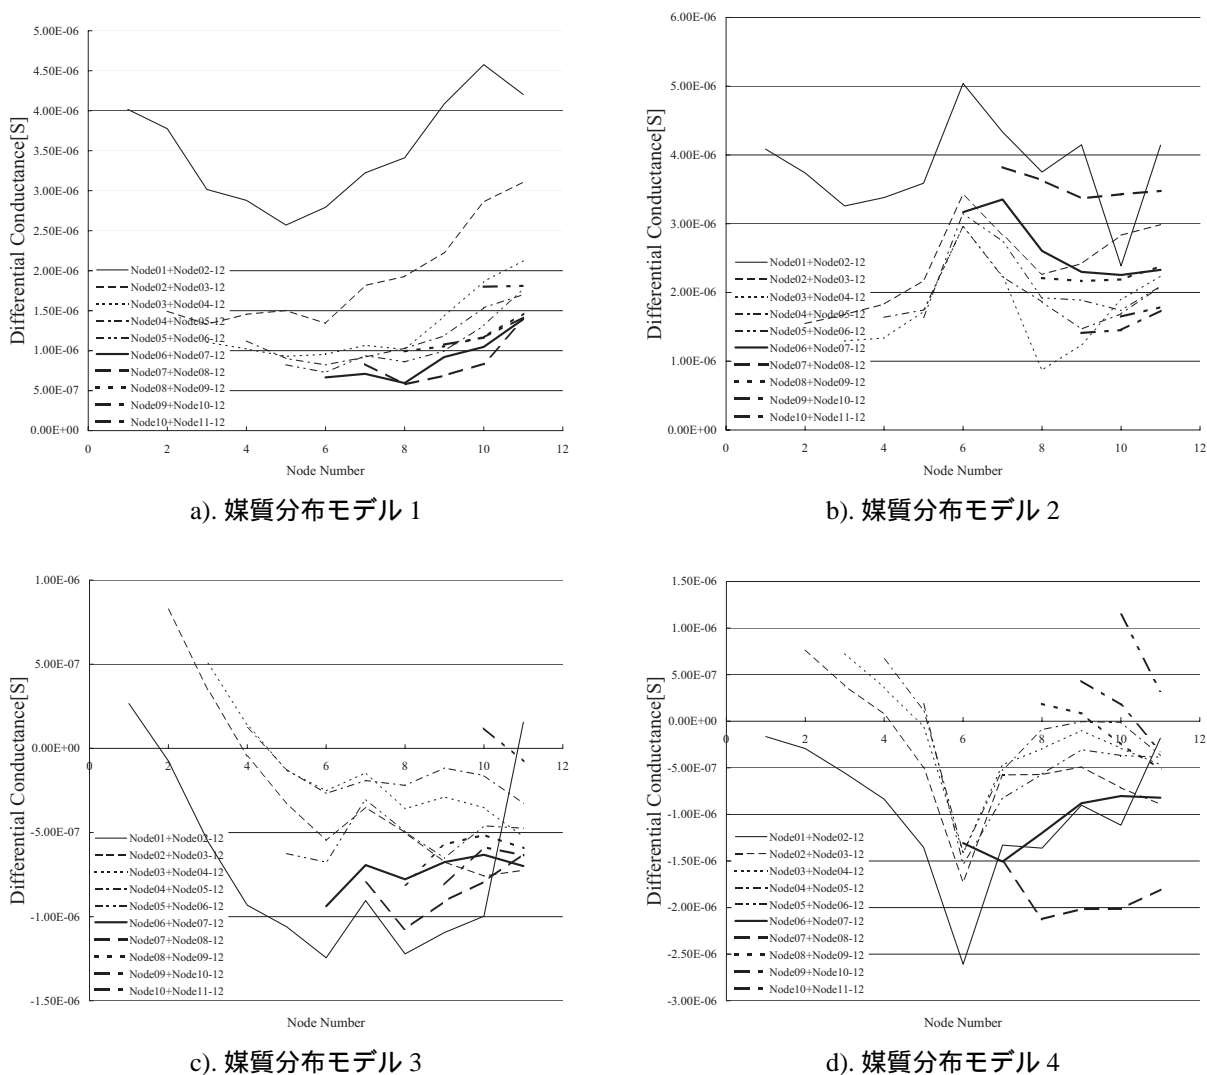 5.00E-06
4.50E-06
4.00E-06
3.50E-06
3.00E-06
2.50E-06
2.00E-06
1.50E-06
1.00E-06
5.00E-07
0.00E+00
Differential Conductance[S]
Node01+Node02-12
Node02+Node03-12
Node03+Node04-12
Node04+Node05-12
Node05+Node06-12
Node06+Node07-12
Node07+Node08-12
Node08+Node09-12
Node09+Node10-12
Node10+Node11-12
0 2 4 6 8 10 12
Node Number
a). 媒質分布モデル 1
6.00E-06
5.00E-06
4.00E-06
3.00E-06
2.00E-06
1.00E-06
0.00E+00
Differential Conductance[S]
Node01+Node02-12
Node02+Node03-12
Node03+Node04-12
Node04+Node05-12
Node05+Node06-12
Node06+Node07-12
Node07+Node08-12
Node08+Node09-12
Node09+Node10-12
Node10+Node11-12
0 2 4 6 8 10 12
Node Number
b). 媒質分布モデル 2
1.00E-06
5.00E-07
0.00E+00
-5.00E-07
-1.00E-06
-1.50E-06
Differential Conductance[S]
0 2 4 6 8 10 12
Node01+Node02-12
Node02+Node03-12
Node03+Node04-12
Node04+Node05-12
Node05+Node06-12
Node06+Node07-12
Node07+Node08-12
Node08+Node09-12
Node09+Node10-12
Node10+Node11-12
Node Number
c). 媒質分布モデル 3
1.50E-06
1.00E-06
5.00E-07
0.00E+00
-5.00E-07
-1.00E-06
-1.50E-06
-2.00E-06
-2.50E-06
-3.00E-06
Differential Conductance[S]
0 2 4 6 8 10 12
Node01+Node02-12
Node02+Node03-12
Node03+Node04-12
Node04+Node05-12
Node05+Node06-12
Node06+Node07-12
Node07+Node08-12
Node08+Node09-12
Node09+Node10-12
Node10+Node11-12
Node Number
d). 媒質分布モデル 4